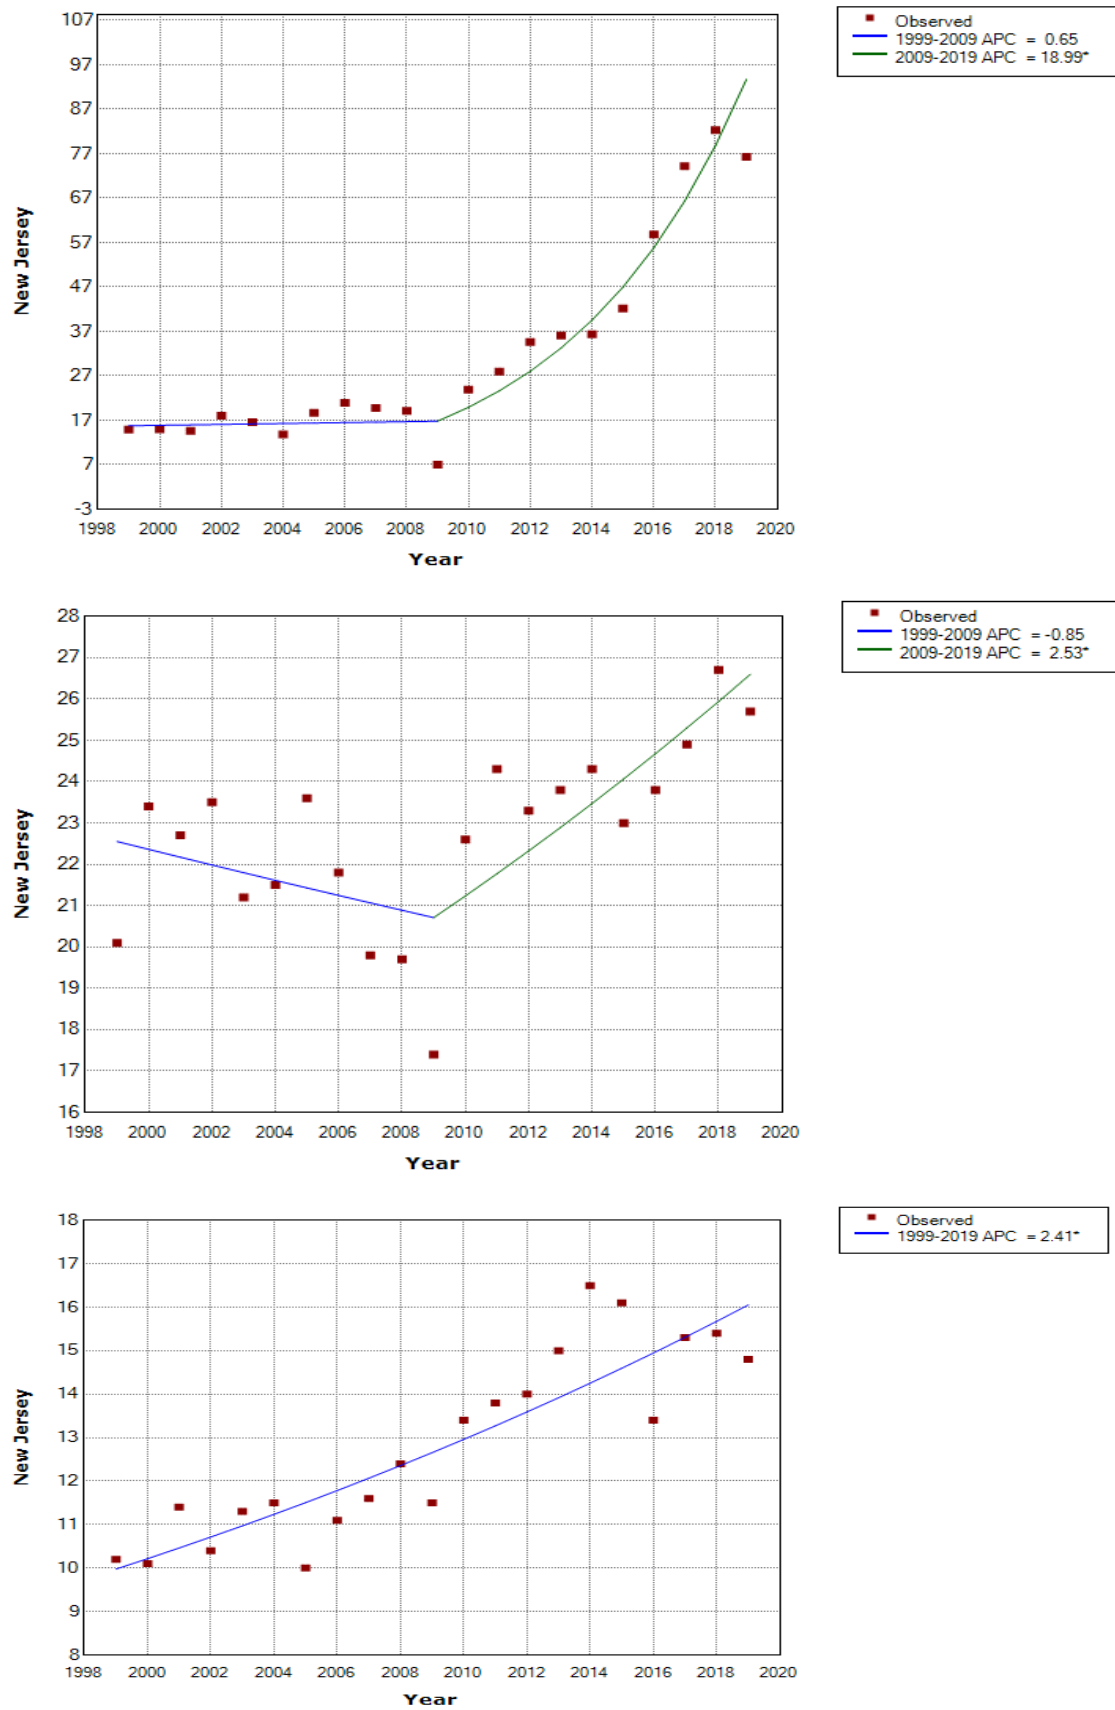 107
97
87
77
67
57
47
37
27
17
7
-3
New Jersey
1998 2000 2002 2004 2006 2008 2010 2012 2014 2016 2018 2020
Year
Observed
1999-2009 APC = 0.65
2009-2019 APC = 18.99*
28
27
26
25
24
23
22
21
20
19
18
17
16
New Jersey
1998 2000 2002 2004 2006 2008 2010 2012 2014 2016 2018 2020
Year
Observed
1999-2009 APC = -0.85
2009-2019 APC = 2.53*
18
17
16
15
14
13
12
11
10
9
8
New Jersey
1998 2000 2002 2004 2006 2008 2010 2012 2014 2016 2018 2020
Year
Observed
1999-2019 APC = 2.41*